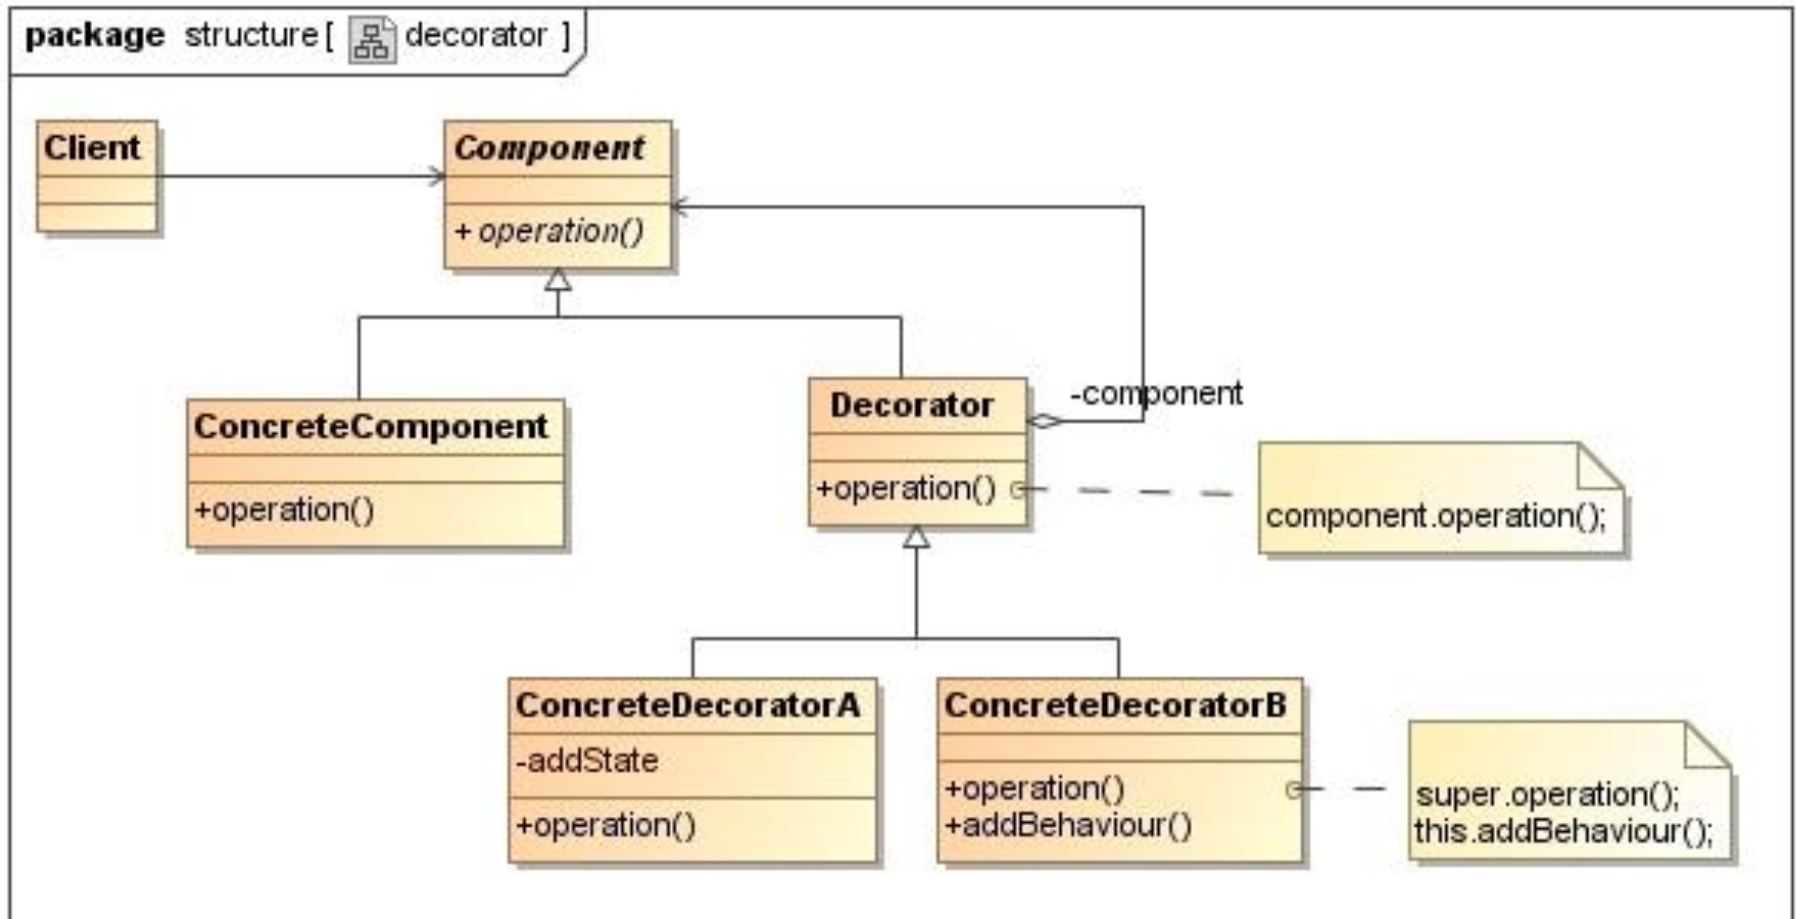 package structure [ decorator ]
Client
Component
+ operation()
-component
ConcreteComponent
+operation()
Decorator
+operation()
component.operation();
ConcreteDecoratorA
-addState
+operation()
ConcreteDecoratorB
+operation()
+addBehaviour()
super.operation();
this.addBehaviour();